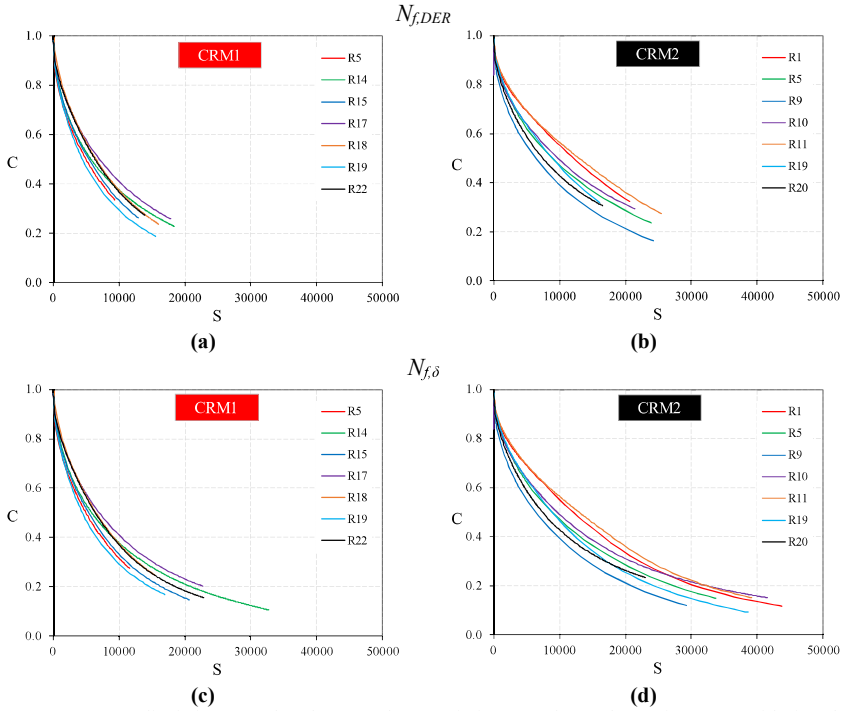 N_{f,DER}
CRM1
1.0
0.8
0.6
0.4
0.2
0.0
C
0 10000 20000 30000 40000 50000
S
R5
R14
R15
R17
R18
R19
R22
(a)
CRM2
1.0
0.8
0.6
0.4
0.2
0.0
C
0 10000 20000 30000 40000 50000
S
R1
R5
R9
R10
R11
R19
R20
(b)
N_{f,δ}
CRM1
1.0
0.8
0.6
0.4
0.2
0.0
C
0 10000 20000 30000 40000 50000
S
R5
R14
R15
R17
R18
R19
R22
(c)
CRM2
1.0
0.8
0.6
0.4
0.2
0.0
C
0 10000 20000 30000 40000 50000
S
R1
R5
R9
R10
R11
R19
R20
(d)